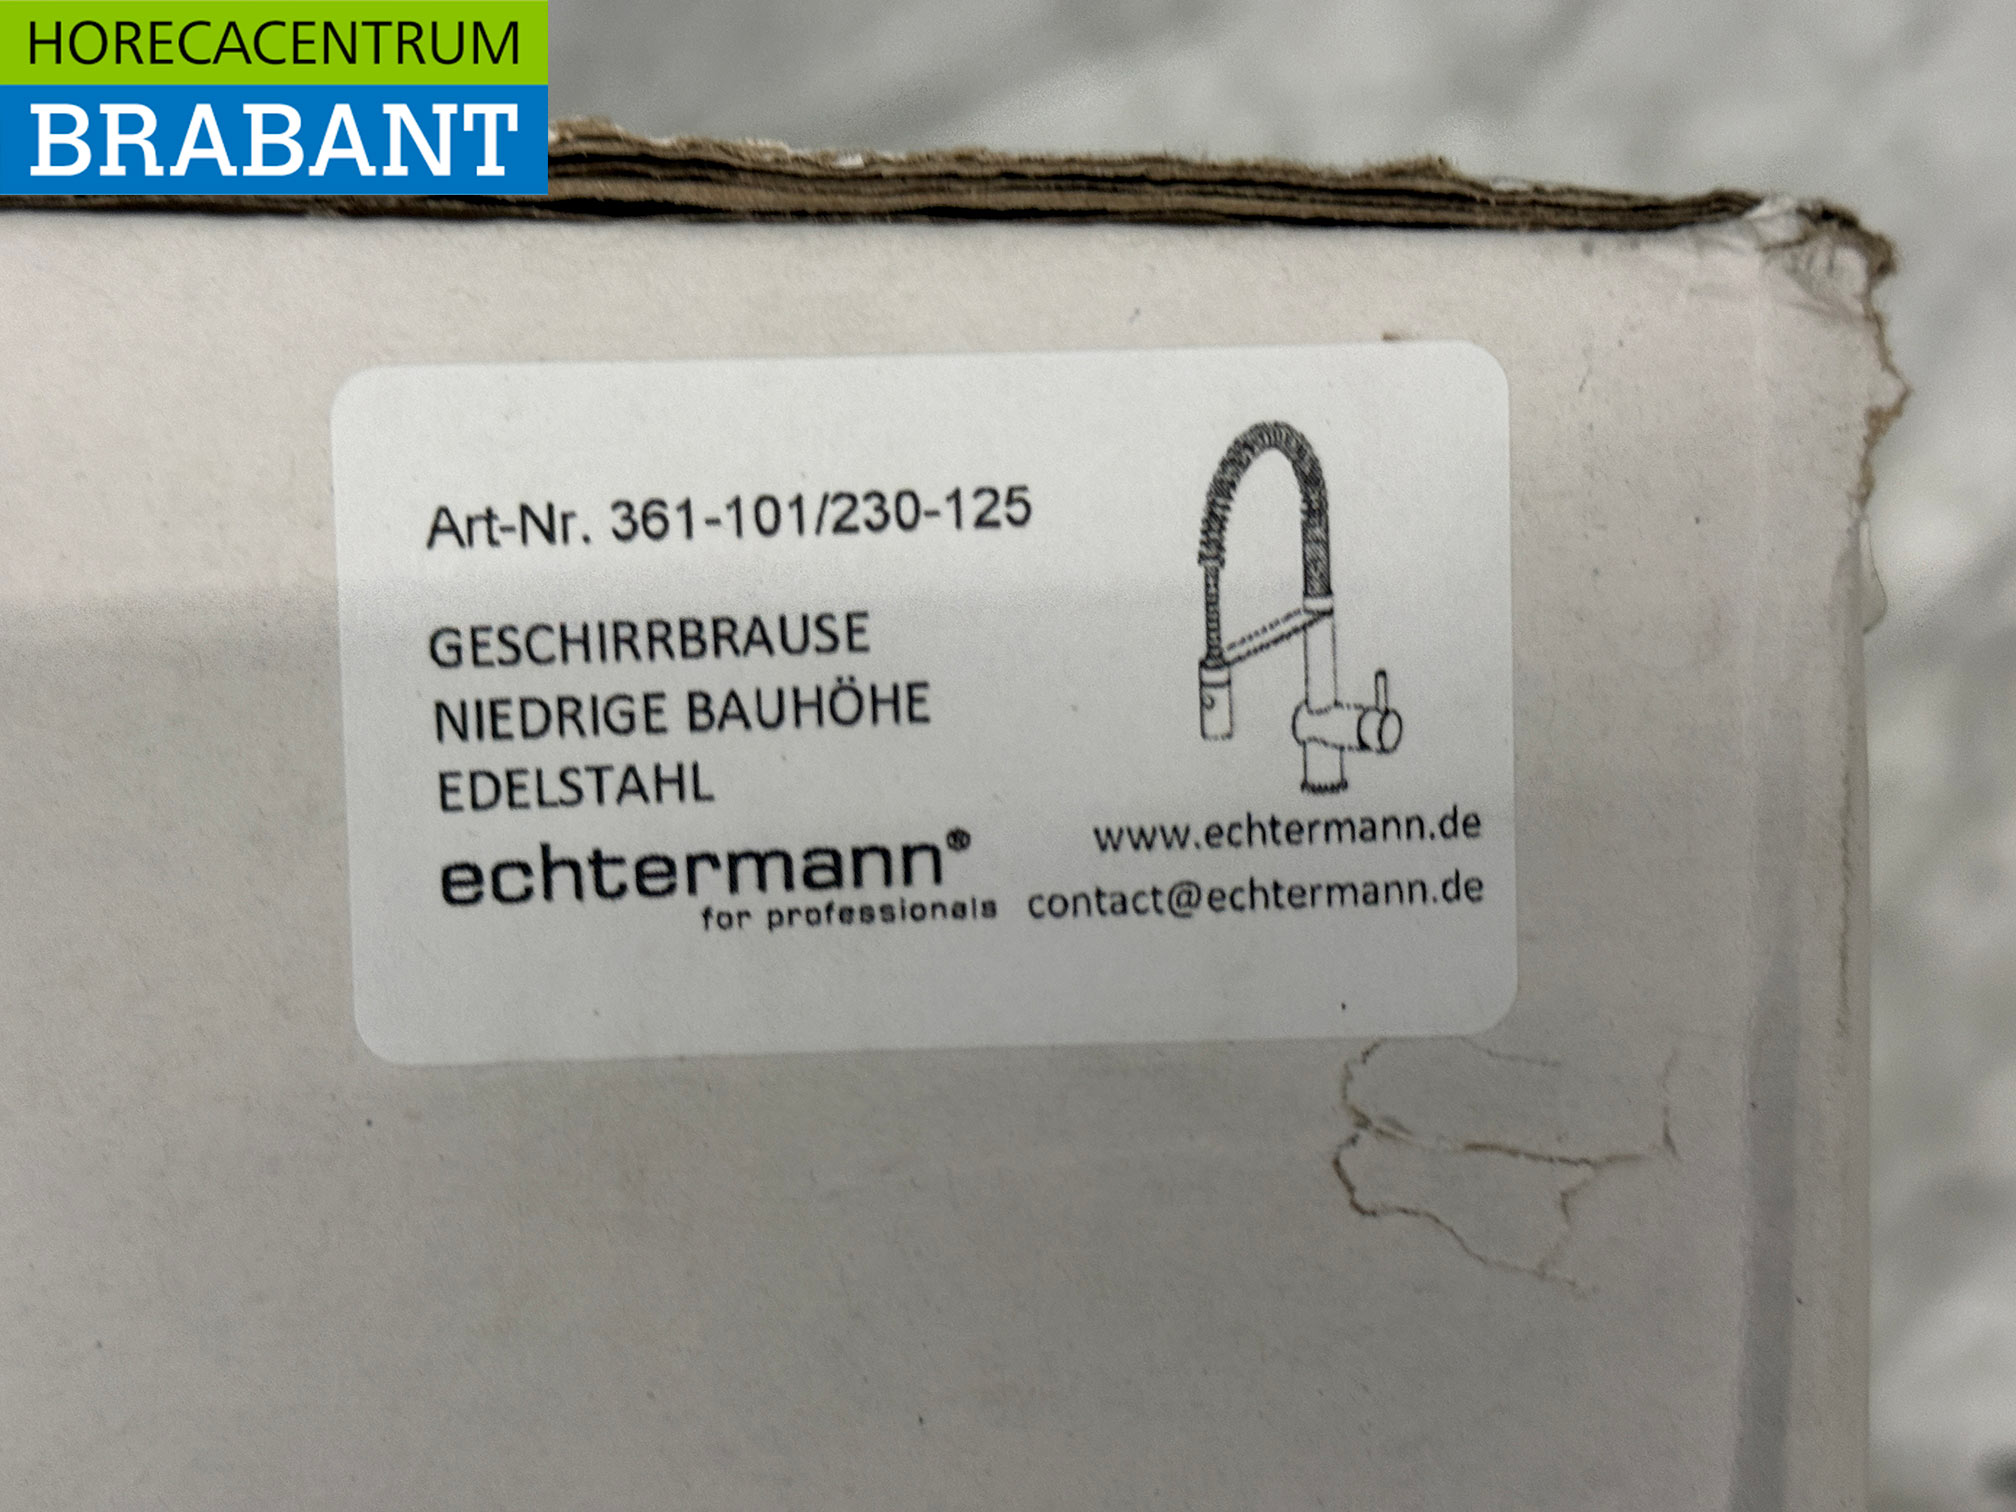 HORECACENTRUM
BRABANT
Art-Nr. 361-101/230-125
GESCHIRRBRAUSE
NIEDRIGE BAUHÖHE
EDELSTAHL
echtermann®
for professionals
www.echtermann.de
contact@echtermann.de